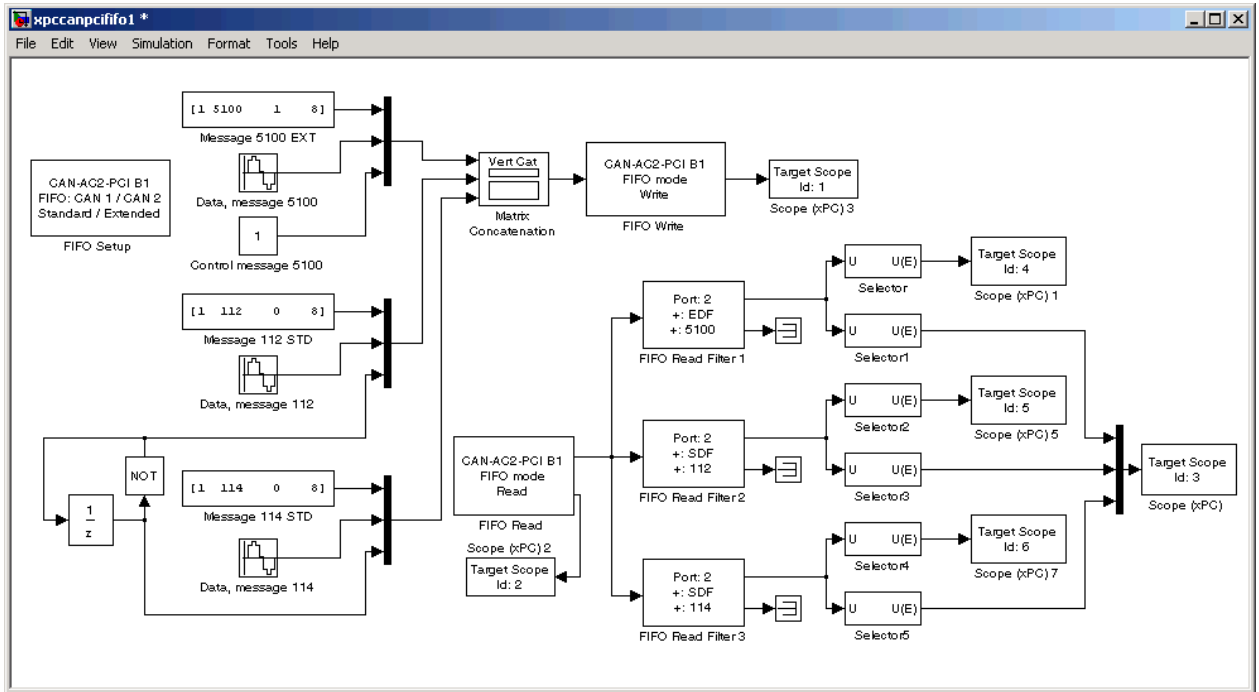 xpccanpcififo1 *
File Edit View Simulation Format Tools Help
[1 5100 1 8]
Message 5100 EXT
Data, message 5100
1
Control message 5100
CAN-AC2-PCI B1
FIFO: CAN 1 / CAN 2
Standard / Extended
FIFO Setup
Vert Cat
Matrix
Concatenation
CAN-AC2-PCI B1
FIFO mode
Write
FIFO Write
Target Scope
Id: 1
Scope (xPC) 3
[1 112 0 8]
Message 112 STD
Data, message 112
NOT
1
z
[1 114 0 8]
Message 114 STD
Data, message 114
CAN-AC2-PCI B1
FIFO mode
Read
FIFO Read
Scope (xPC) 2
Target Scope
Id: 2
Port: 2
+: EDF
+: 5100
FIFO Read Filter 1
Port: 2
+: SDF
+: 112
FIFO Read Filter 2
Port: 2
+: SDF
+: 114
FIFO Read Filter 3
U U(E)
Selector
U U(E)
Selector1
U U(E)
Selector2
U U(E)
Selector3
U U(E)
Selector4
U U(E)
Selector5
Target Scope
Id: 4
Scope (xPC) 1
Target Scope
Id: 5
Scope (xPC) 5
Target Scope
Id: 6
Scope (xPC) 7
Target Scope
Id: 3
Scope (xPC)